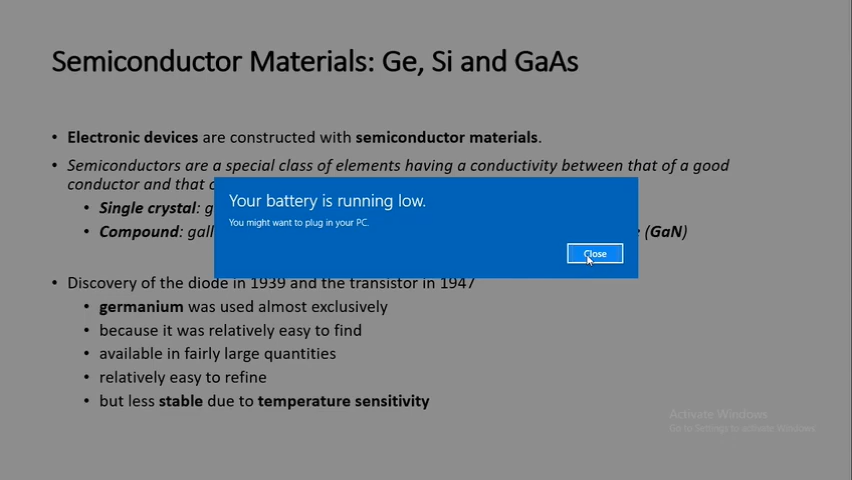 Semiconductor Materials: Ge, Si and GaAs
• Electronic devices are constructed with semiconductor materials.
• Semiconductors are a special class of elements having a conductivity between that of a good
conductor and that
Your battery is running low.
You might want to plug in your PC.
• Single crystal:
• Compound: (GaN)
Close
• Discovery of the diode in 1939 and the transistor in 1947
• germanium was used almost exclusively
• because it was relatively easy to find
• available in fairly large quantities
• relatively easy to refine
• but less stable due to temperature sensitivity
Activate Windows
Go to Settings to activate Windows.